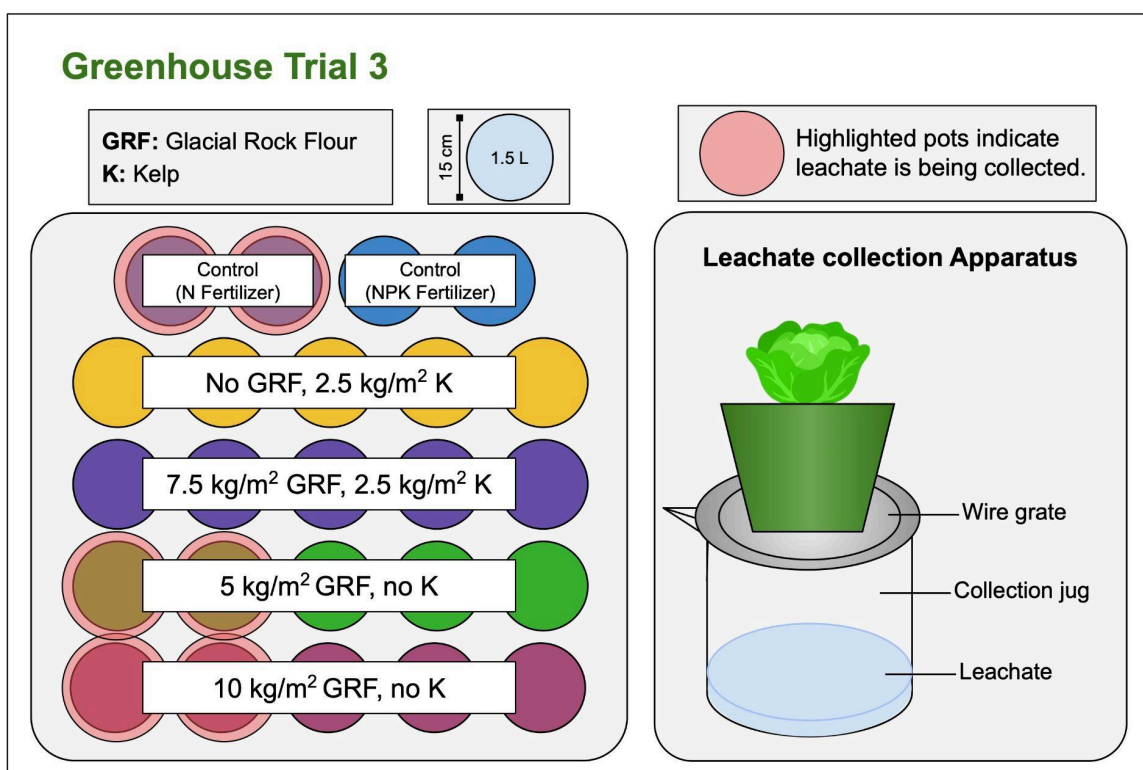 Greenhouse Trial 3
GRF: Glacial Rock Flour
K: Kelp
15 cm
1.5 L
Highlighted pots indicate
leachate is being collected.
Control
(N Fertilizer)
Control
(NPK Fertilizer)
No GRF, 2.5 kg/m² K
7.5 kg/m² GRF, 2.5 kg/m² K
5 kg/m² GRF, no K
10 kg/m² GRF, no K
Leachate collection Apparatus
Wire grate
Collection jug
Leachate